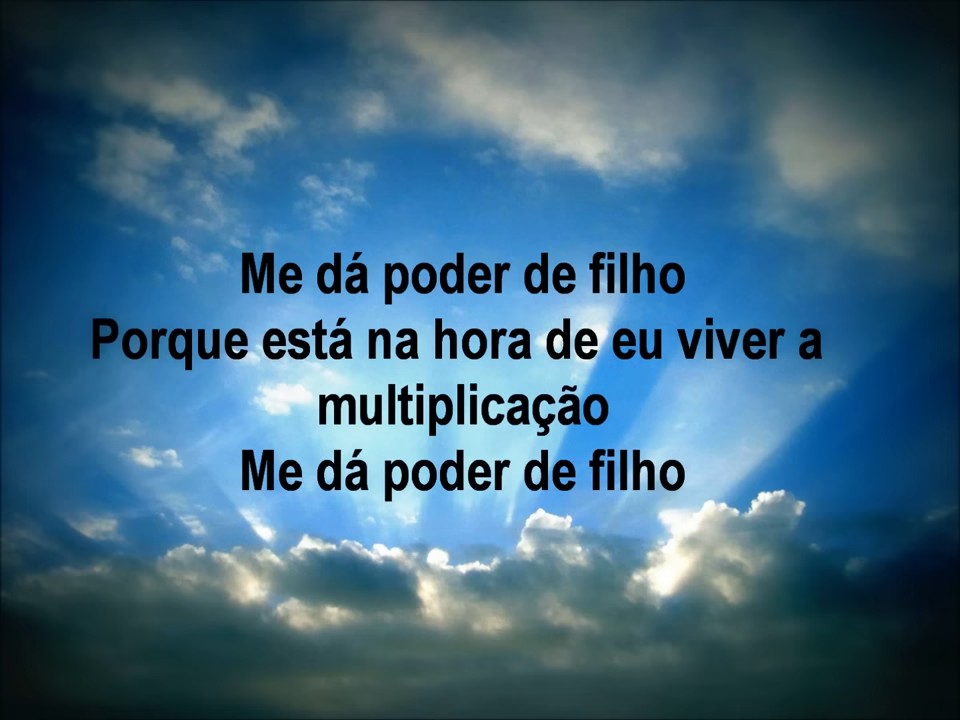 Me dá poder de filho
Porque está na hora de eu viver a
multiplicação
Me dá poder de filho